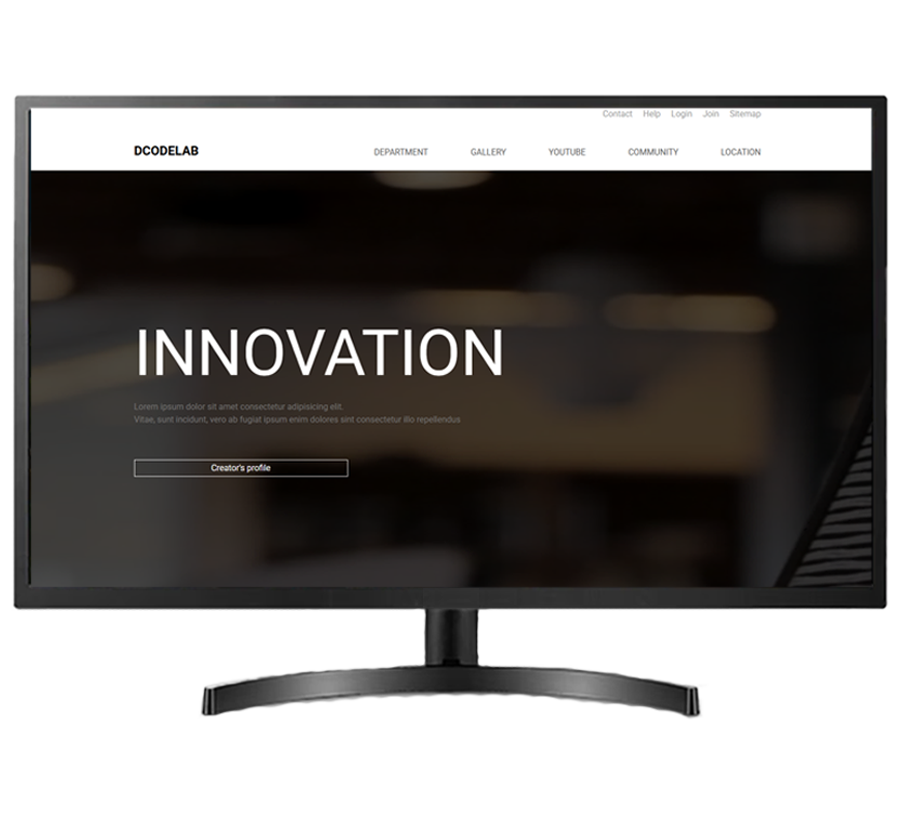 Contact Help Login Join Sitemap
DCODELAB DEPARTMENT GALLERY YOUTUBE COMMUNITY LOCATION
INNOVATION
Lorem ipsum dolor sit amet consectetur adipisicing elit.
Vitae, sunt incidunt, vero ab fugiat ipsum enim dolores sint consectetur illo repellendus
Creator's profile